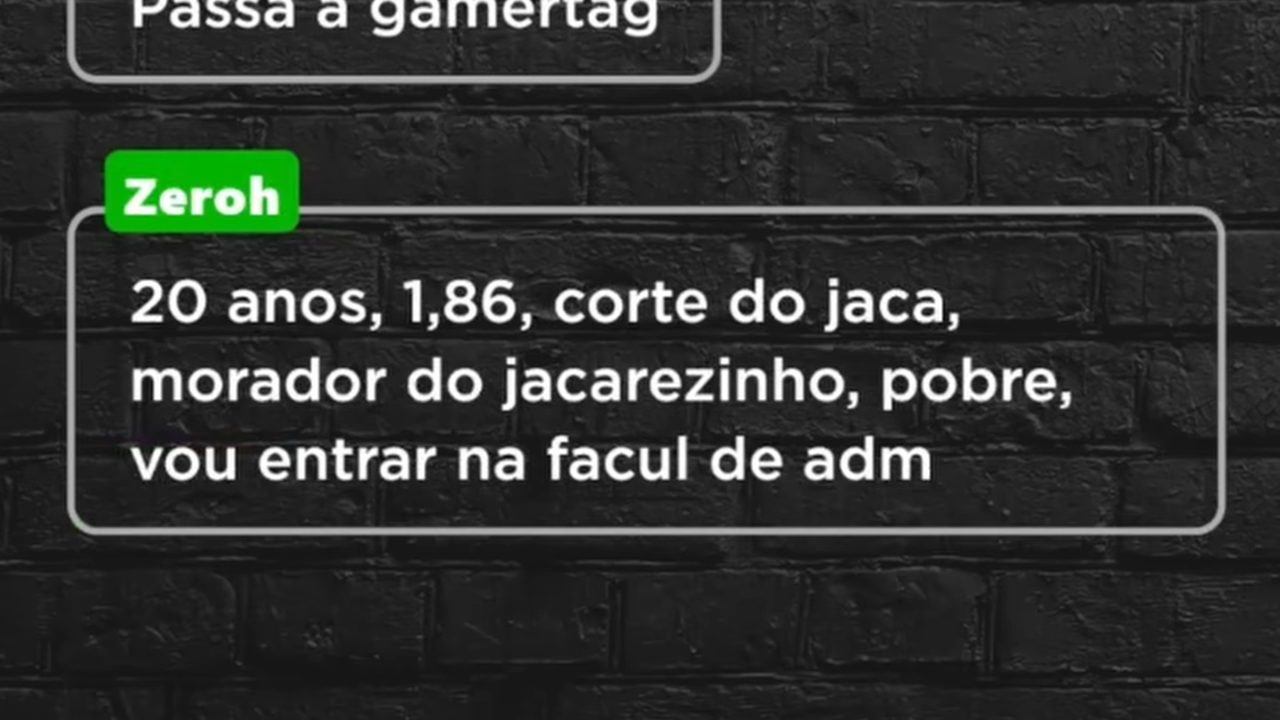 Passa a gamertag
Zeroh
20 anos, 1,86, corte do jaca,
morador do jacarezinho, pobre,
vou entrar na facul de adm